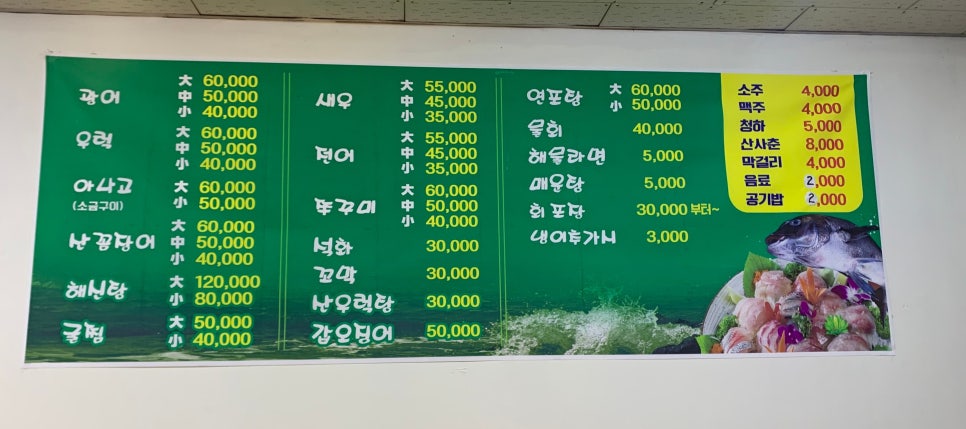 광어 大 60,000
中 50,000
小 40,000
우럭 大 60,000
中 50,000
小 40,000
아나고 大 60,000
(소금구이) 小 50,000
산꼼장어 大 60,000
中 50,000
小 40,000
해신탕 大 120,000
小 80,000
굴찜 大 50,000
小 40,000
새우 大 55,000
中 45,000
小 35,000
전어 大 55,000
中 45,000
小 35,000
쭈꾸미 大 60,000
中 50,000
小 40,000
석화 30,000
꼬막 30,000
산우럭탕 30,000
갑오징어 50,000
연포탕 大 60,000
小 50,000
물회 40,000
해물라면 5,000
매운탕 5,000
회 포장 30,000 부터~
냄비추가시 3,000
소주 4,000
맥주 4,000
청하 5,000
산사춘 8,000
막걸리 4,000
음료 2,000
공기밥 2,000